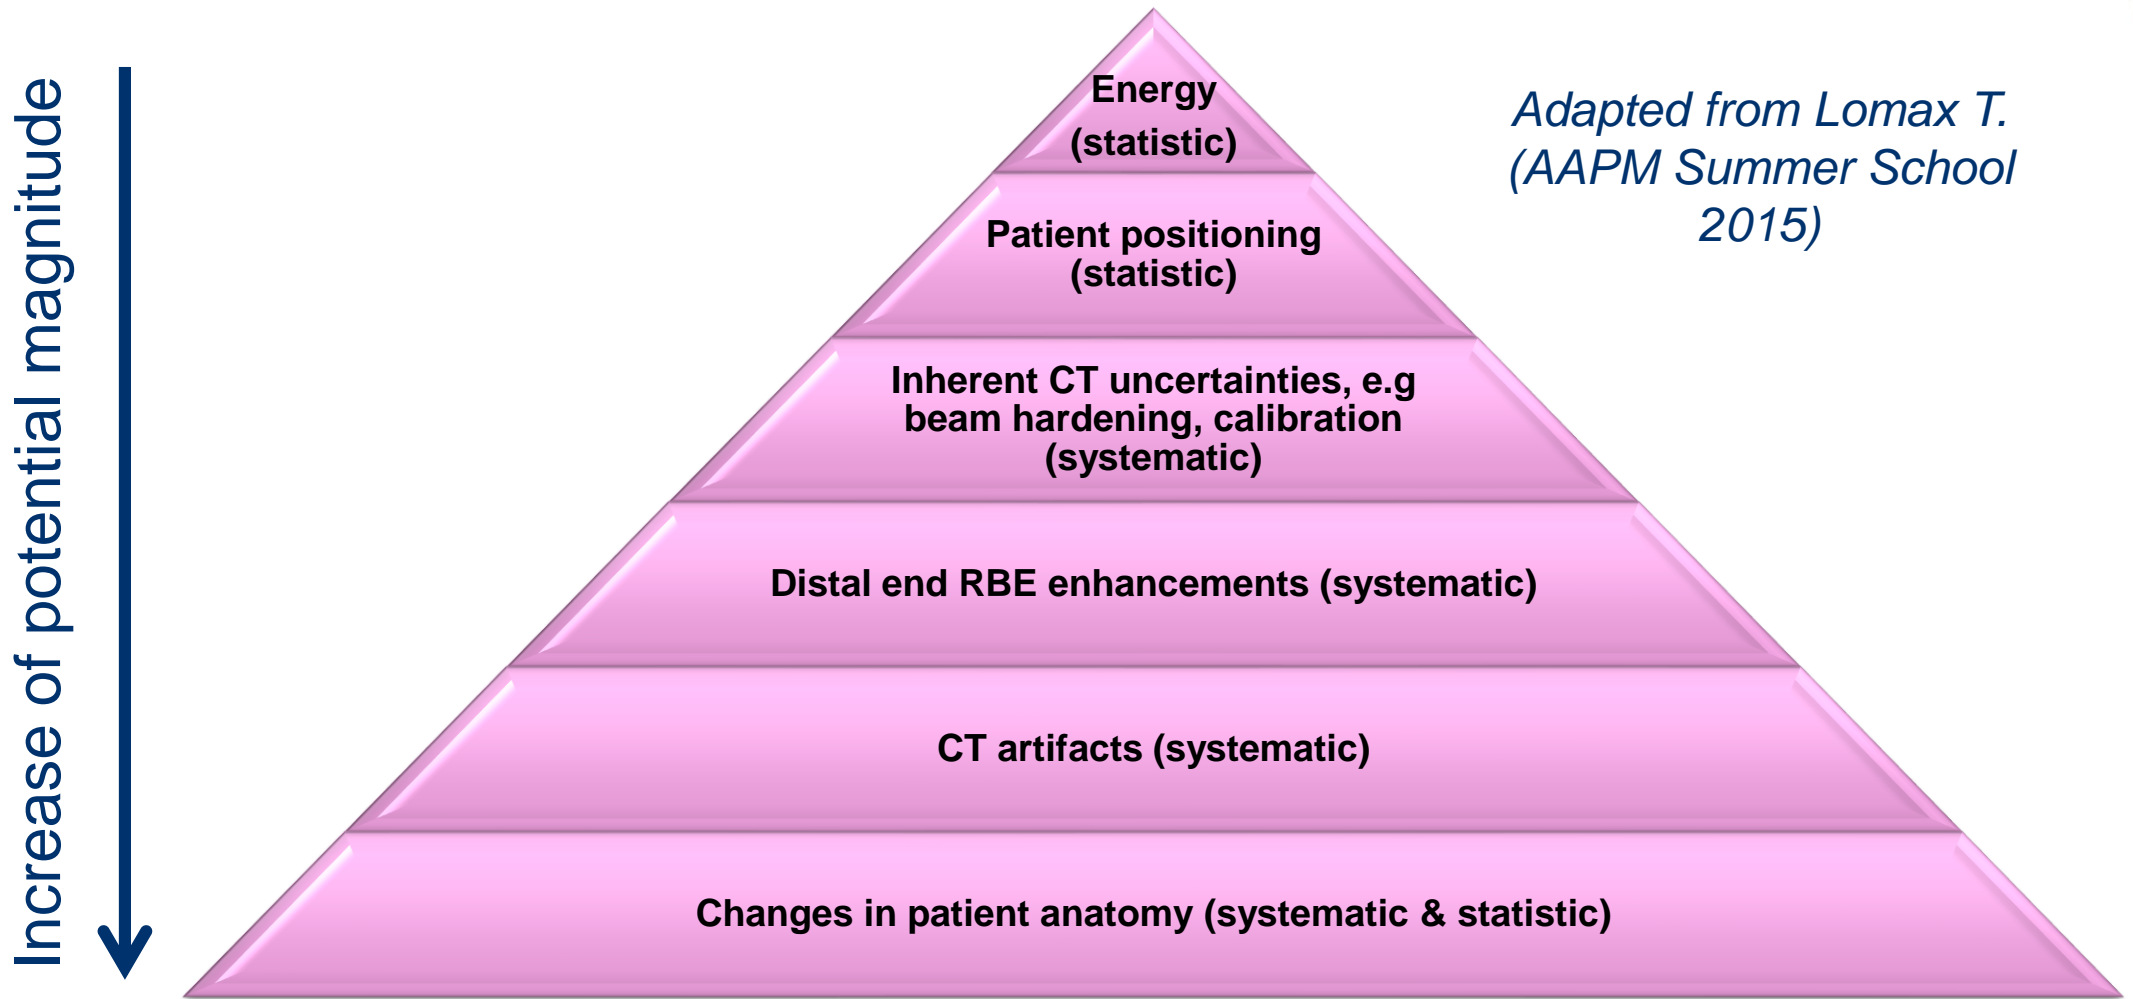 Increase of potential magnitude
Energy
(statistic)
Adapted from Lomax T.
(AAPM Summer School
2015)
Patient positioning
(statistic)
Inherent CT uncertainties, e.g
beam hardening, calibration
(systematic)
Distal end RBE enhancements (systematic)
CT artifacts (systematic)
Changes in patient anatomy (systematic & statistic)